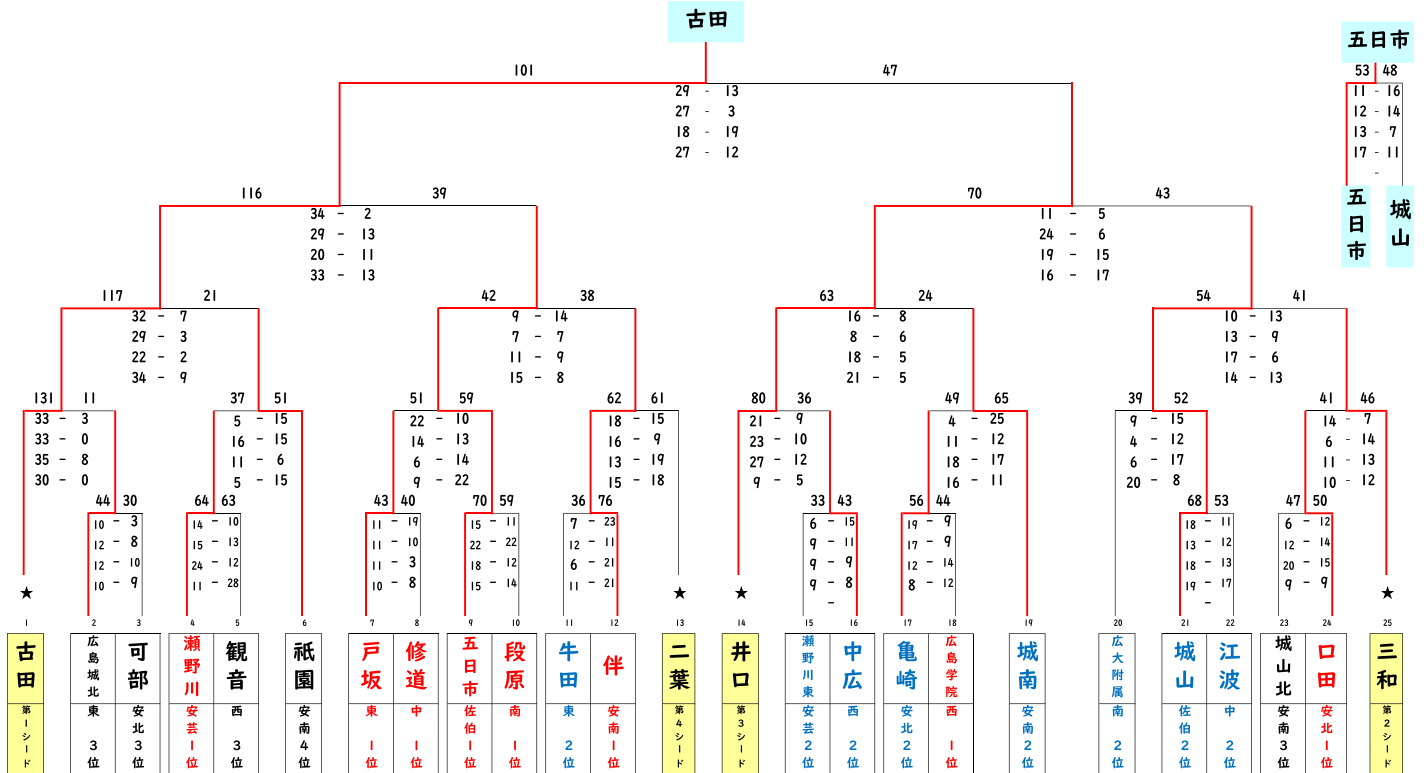 古田
五日市
101 47
53 48
29 - 13
27 - 3
18 - 19
27 - 12
11 - 16
12 - 14
13 - 7
17 - 11
-
五日市
城山
116 39
34 - 2
29 - 13
20 - 11
33 - 13
70 43
11 - 5
24 - 6
19 - 15
16 - 17
117 21
32 - 7
29 - 3
22 - 2
34 - 9
42 38
9 - 14
7 - 7
11 - 9
15 - 8
63 24
16 - 8
8 - 6
18 - 5
21 - 5
54 41
10 - 13
13 - 9
17 - 6
14 - 13
131 11
33 - 3
33 - 0
35 - 8
30 - 0
37 51
5 - 15
16 - 15
11 - 6
5 - 15
51 59
22 - 10
14 - 13
6 - 14
9 - 22
62 61
18 - 15
16 - 9
13 - 19
15 - 18
80 36
21 - 9
23 - 10
27 - 12
9 - 5
49 65
4 - 25
11 - 12
18 - 17
16 - 11
39 52
9 - 15
4 - 12
6 - 17
20 - 8
41 46
14 - 7
6 - 14
11 - 13
10 - 12
44 30
10 - 3
12 - 8
12 - 10
10 - 9
64 63
14 - 10
15 - 13
24 - 12
11 - 28
43 40
11 - 19
11 - 10
11 - 3
10 - 8
70 59
15 - 11
22 - 22
18 - 12
15 - 14
36 76
7 - 23
12 - 11
6 - 21
11 - 21
33 43
6 - 15
9 - 11
9 - 9
9 - 8
-
56 44
19 - 9
17 - 9
12 - 14
8 - 12
68 53
18 - 11
13 - 12
18 - 13
19 - 17
-
47 50
6 - 12
12 - 14
20 - 15
9 - 9
★ ★ ★ ★
1 2 3 4 5 6 7 8 9 10 11 12 13 14 15 16 17 18 19 20 21 22 23 24 25
古田
広島城北
可部
瀬野川
観音
祇園
戸坂
修道
五日市
段原
牛田
伴
二葉
井口
瀬野川東
中広
亀崎
広島学院
城南
広大附属
城山
江波
城山北
口田
三和
第1シード
東 3位
安北3位
安芸1位
西 3位
安南4位
東 1位
中 1位
佐伯1位
南 1位
東 2位
安南1位
第4シード
第3シード
安芸2位
西 2位
安北2位
西 1位
安南2位
南 2位
佐伯2位
中 2位
安南3位
安北1位
第2シード